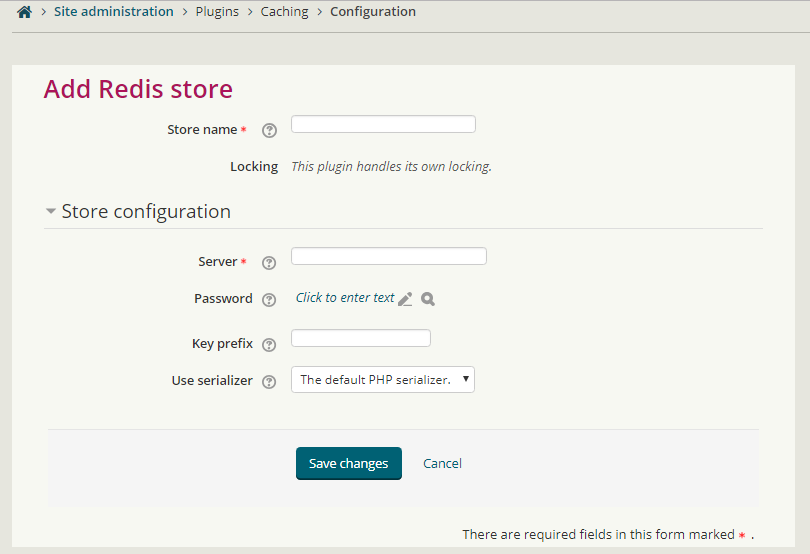 Site administration > Plugins > Caching > Configuration
Add Redis store
Store name *
Locking This plugin handles its own locking.
Store configuration
Server *
Password Click to enter text
Key prefix
Use serializer The default PHP serializer.
Save changes Cancel
There are required fields in this form marked * .